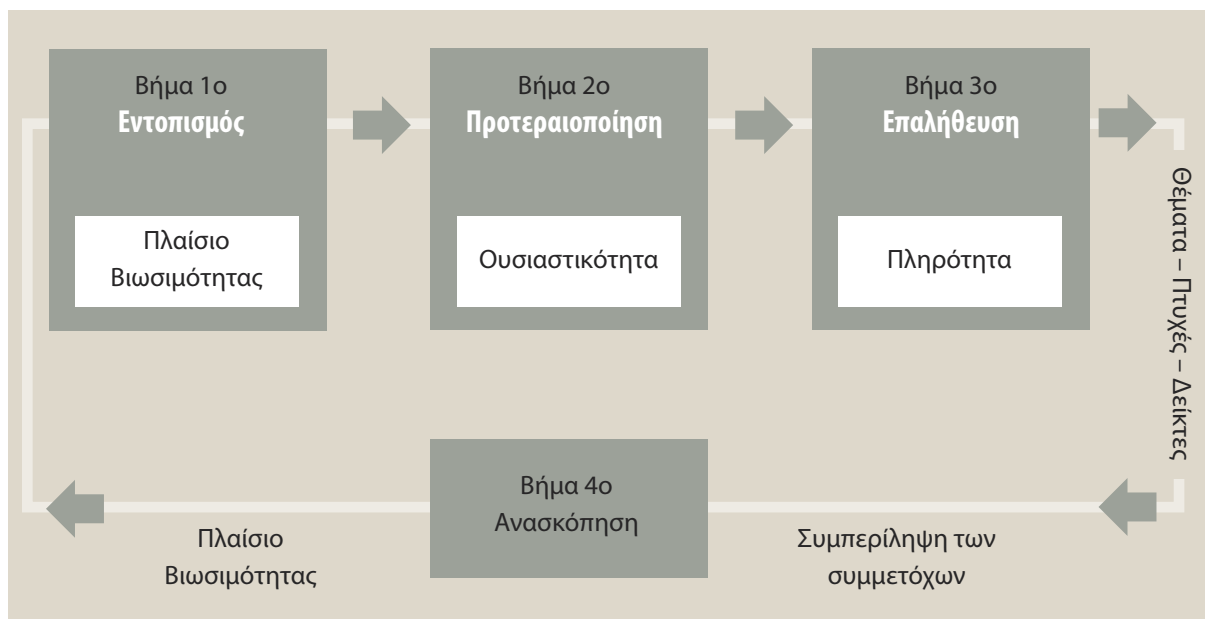 Βήμα 1ο
Εντοπισμός
Πλαίσιο
Βιωσιμότητας
Βήμα 2ο
Προτεραιοποίηση
Ουσιαστικότητα
Βήμα 3ο
Επαλήθευση
Πληρότητα
Θέματα – Πτυχές – Δείκτες
Βήμα 4ο
Ανασκόπηση
Πλαίσιο
Βιωσιμότητας
Συμπερίληψη των
συμμετόχων